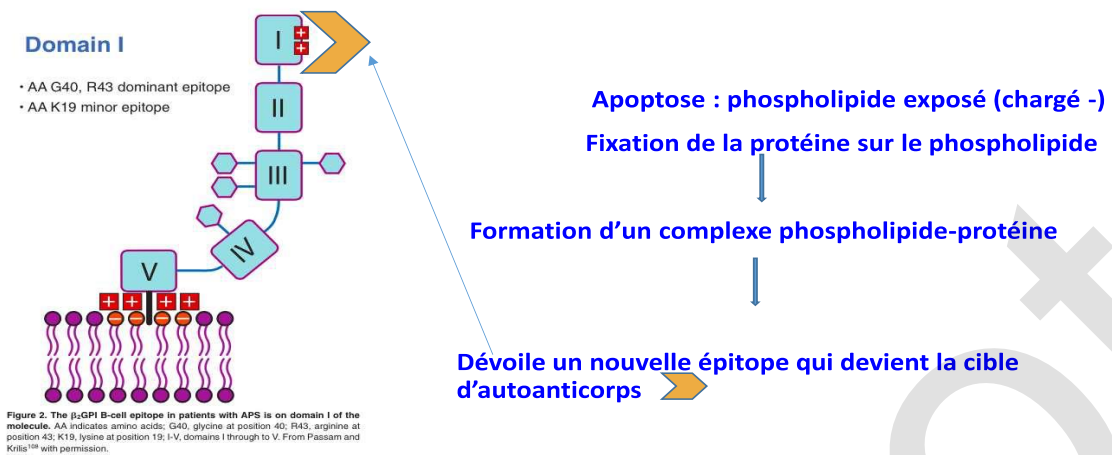 Domain I
• AA G40, R43 dominant epitope
• AA K19 minor epitope
I
+
+
II
III
IV
V
+ + + +
− − − −
Figure 2. The β₂GPI B-cell epitope in patients with APS is on domain I of the
molecule. AA indicates amino acids; G40, glycine at position 40; R43, arginine at
position 43; K19, lysine at position 19; I-V, domains I through to V. From Passam and
Krilis¹⁰⁸ with permission.
Apoptose : phospholipide exposé (chargé -)
Fixation de la protéine sur le phospholipide
Formation d’un complexe phospholipide-protéine
Dévoile un nouvelle épitope qui devient la cible
d’autoanticorps